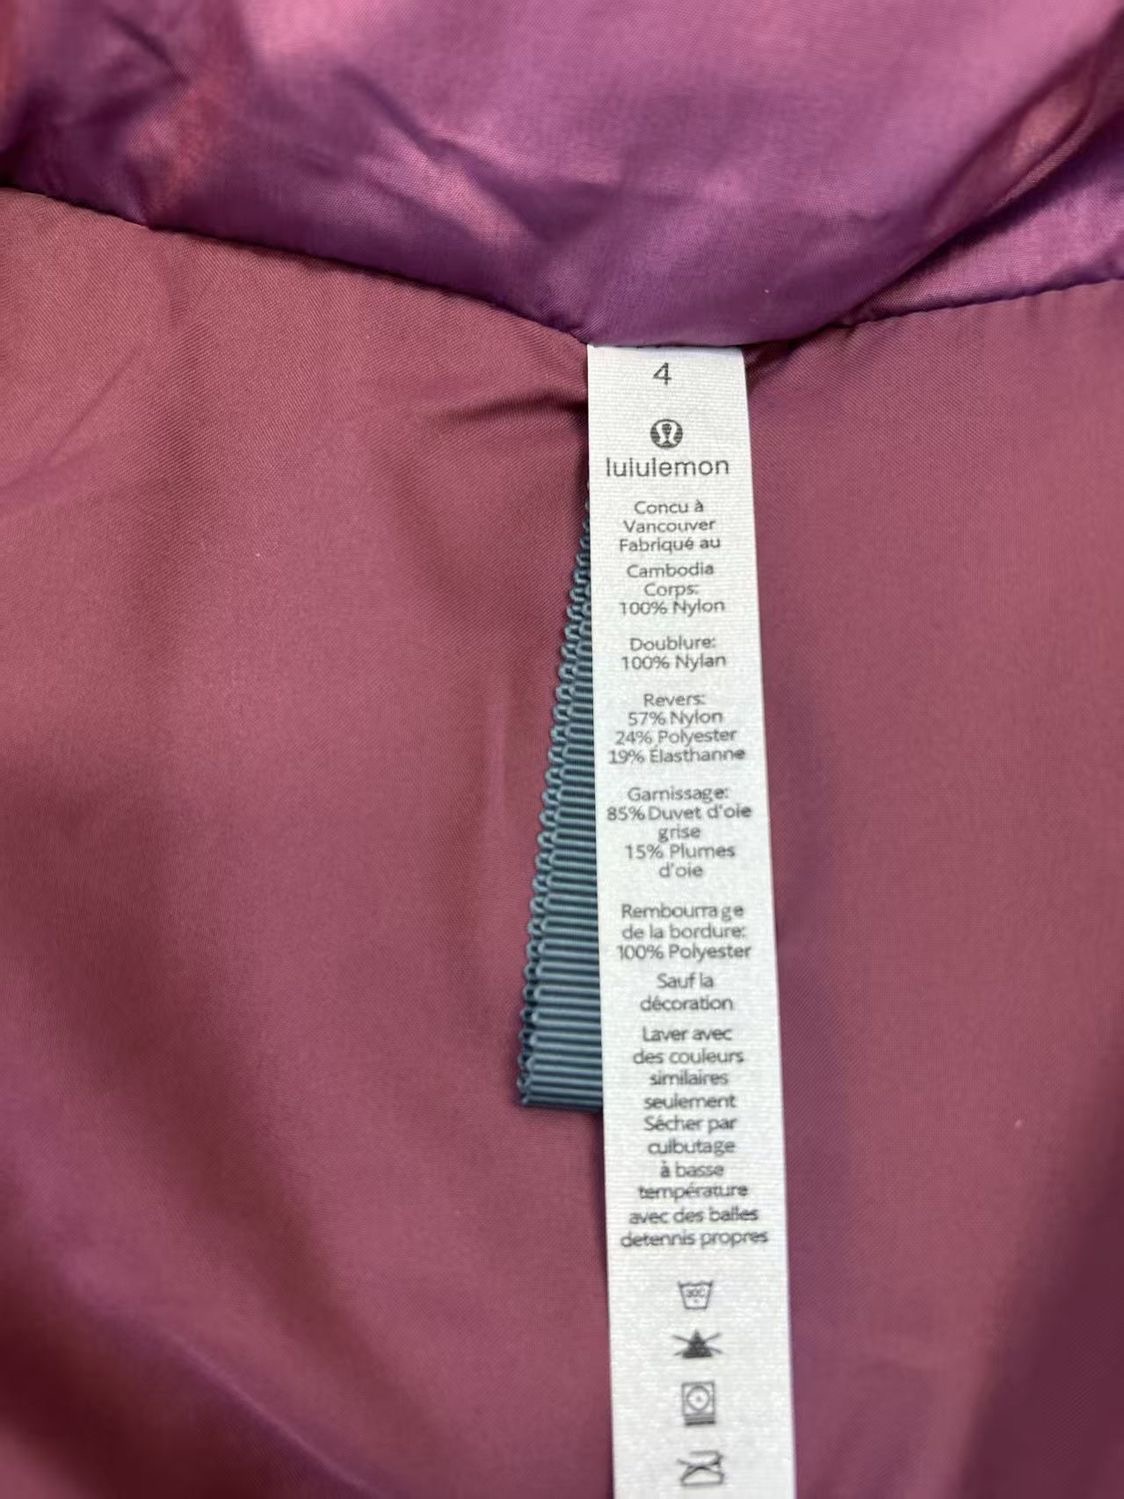 4
lululemon
Concu à
Vancouver
Fabriqué au
Cambodia
Corps:
100% Nylon
Doublure:
100% Nylan
Revers:
57% Nylon
24% Polyester
19% Élasthanne
Garnissage:
85% Duvet d'oie
grise
15% Plumes
d'oie
Rembourrage
de la bordure:
100% Polyester
Sauf la
décoration
Laver avec
des couleurs
similaires
seulement
Sécher par
culbutage
à basse
température
avec des balles
detennis propres
30C